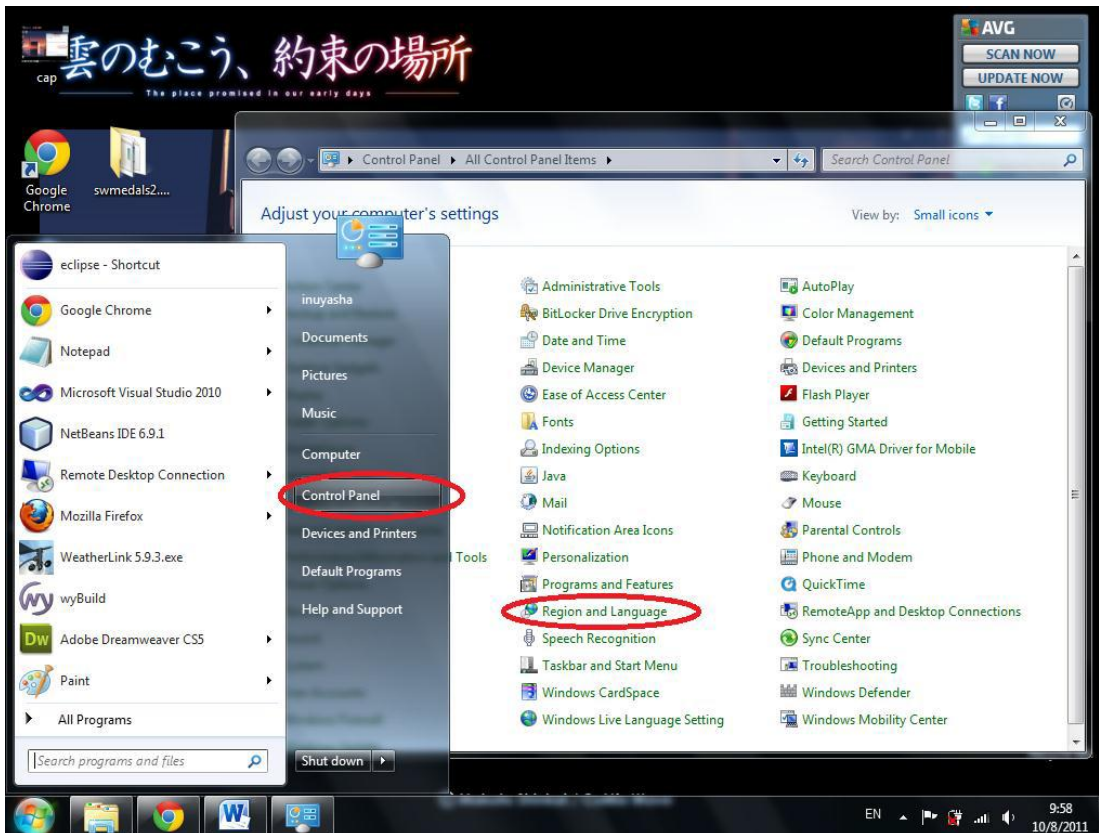 雲のむこう、約束の場所
The place promised in our early days
cap
AVG
SCAN NOW
UPDATE NOW
Google Chrome
swmedals2....
Control Panel ▸ All Control Panel Items ▸
Search Control Panel
Adjust your computer's settings
View by: Small icons
eclipse - Shortcut
Google Chrome
Notepad
Microsoft Visual Studio 2010
NetBeans IDE 6.9.1
Remote Desktop Connection
Mozilla Firefox
WeatherLink 5.9.3.exe
wyBuild
Adobe Dreamweaver CS5
Paint
All Programs
Search programs and files
inuyasha
Documents
Pictures
Music
Computer
Control Panel
Devices and Printers
Default Programs
Help and Support
Shut down
Tools
Administrative Tools
BitLocker Drive Encryption
Date and Time
Device Manager
Ease of Access Center
Fonts
Indexing Options
Java
Mail
Notification Area Icons
Personalization
Programs and Features
Region and Language
Speech Recognition
Taskbar and Start Menu
Windows CardSpace
Windows Live Language Setting
AutoPlay
Color Management
Default Programs
Devices and Printers
Flash Player
Getting Started
Intel(R) GMA Driver for Mobile
Keyboard
Mouse
Parental Controls
Phone and Modem
QuickTime
RemoteApp and Desktop Connections
Sync Center
Troubleshooting
Windows Defender
Windows Mobility Center
EN
9:58
10/8/2011